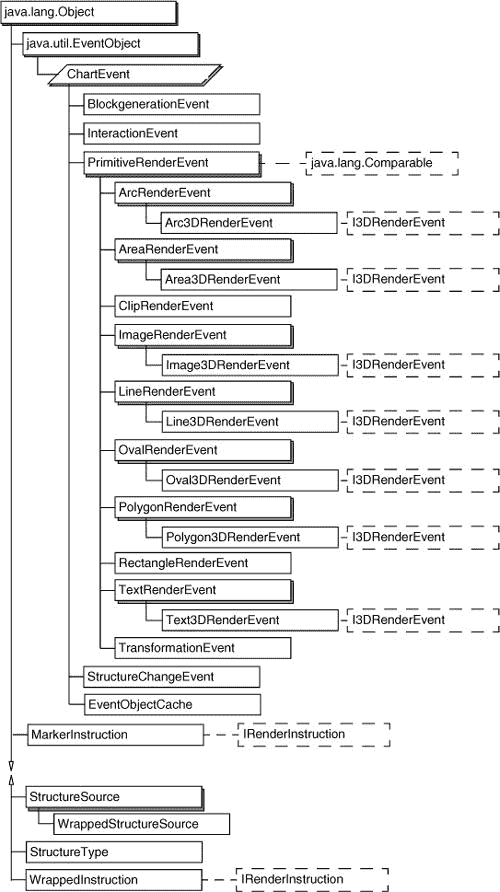 java.lang.Object
java.util.EventObject
ChartEvent
BlockgenerationEvent
InteractionEvent
PrimitiveRenderEvent java.lang.Comparable
ArcRenderEvent
Arc3DRenderEvent I3DRenderEvent
AreaRenderEvent
Area3DRenderEvent I3DRenderEvent
ClipRenderEvent
ImageRenderEvent
Image3DRenderEvent I3DRenderEvent
LineRenderEvent
Line3DRenderEvent I3DRenderEvent
OvalRenderEvent
Oval3DRenderEvent I3DRenderEvent
PolygonRenderEvent
Polygon3DRenderEvent I3DRenderEvent
RectangleRenderEvent
TextRenderEvent
Text3DRenderEvent I3DRenderEvent
TransformationEvent
StructureChangeEvent
EventObjectCache
MarkerInstruction IRenderInstruction
StructureSource
WrappedStructureSource
StructureType
WrappedInstruction IRenderInstruction